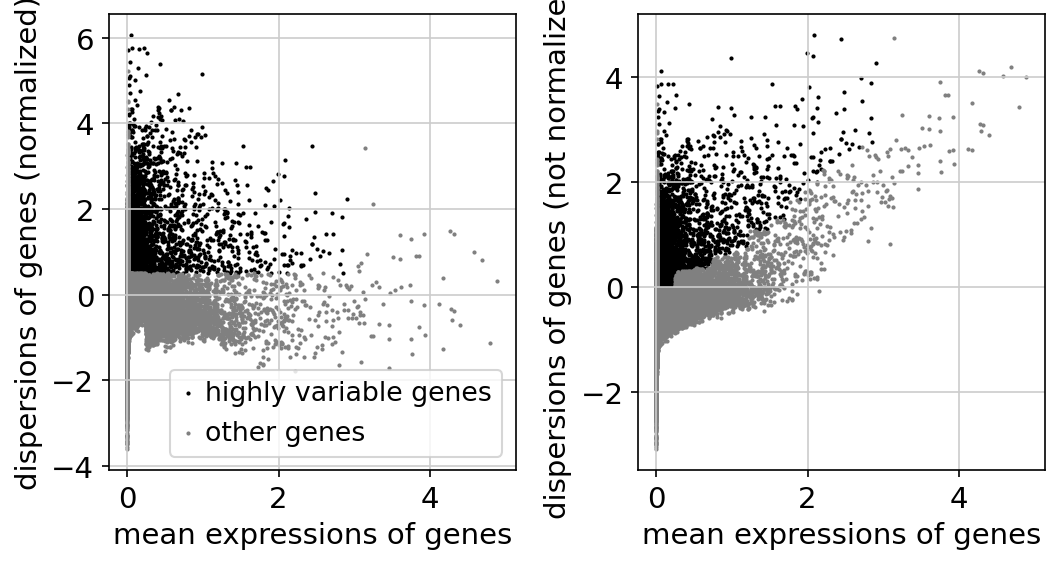 dispersions of genes (normalized)
6
4
2
0
−2
−4
highly variable genes
other genes
0 2 4
mean expressions of genes
dispersions of genes (not normalize
4
2
0
−2
0 2 4
mean expressions of genes